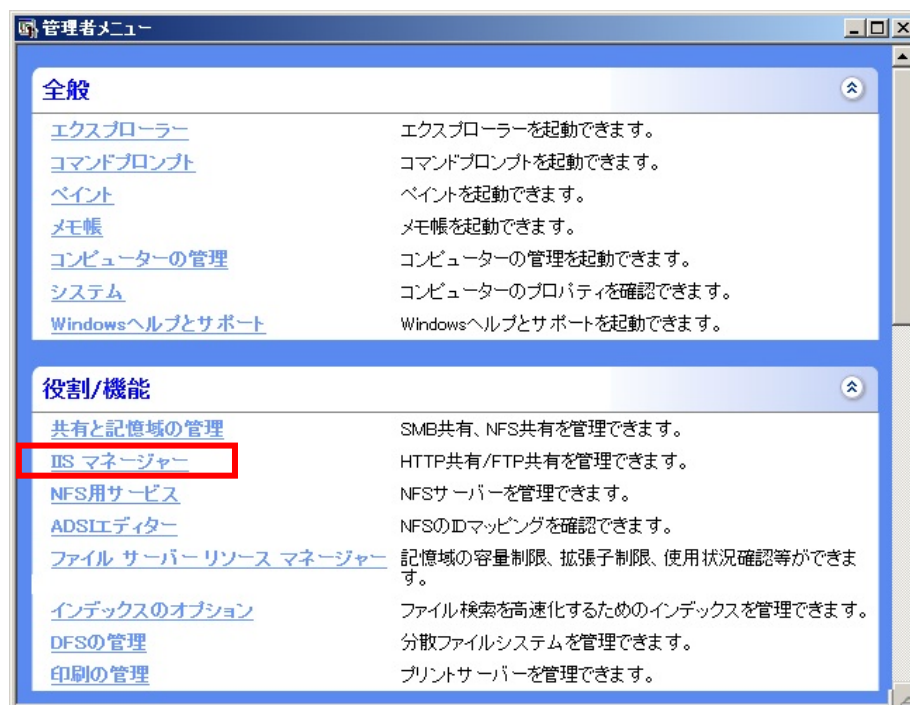 管理者メニュー
全般
エクスプローラー エクスプローラーを起動できます。
コマンドプロンプト コマンドプロンプトを起動できます。
ペイント ペイントを起動できます。
メモ帳 メモ帳を起動できます。
コンピューターの管理 コンピューターの管理を起動できます。
システム コンピューターのプロパティを確認できます。
Windowsヘルプとサポート Windowsヘルプとサポートを起動できます。
役割/機能
共有と記憶域の管理 SMB共有、NFS共有を管理できます。
IIS マネージャー HTTP共有/FTP共有を管理できます。
NFS用サービス NFSサーバーを管理できます。
ADSIエディター NFSのIDマッピングを確認できます。
ファイル サーバー リソース マネージャー 記憶域の容量制限、拡張子制限、使用状況確認等ができま
す。
インデックスのオプション ファイル検索を高速化するためのインデックスを管理できます。
DFSの管理 分散ファイルシステムを管理できます。
印刷の管理 プリントサーバーを管理できます。